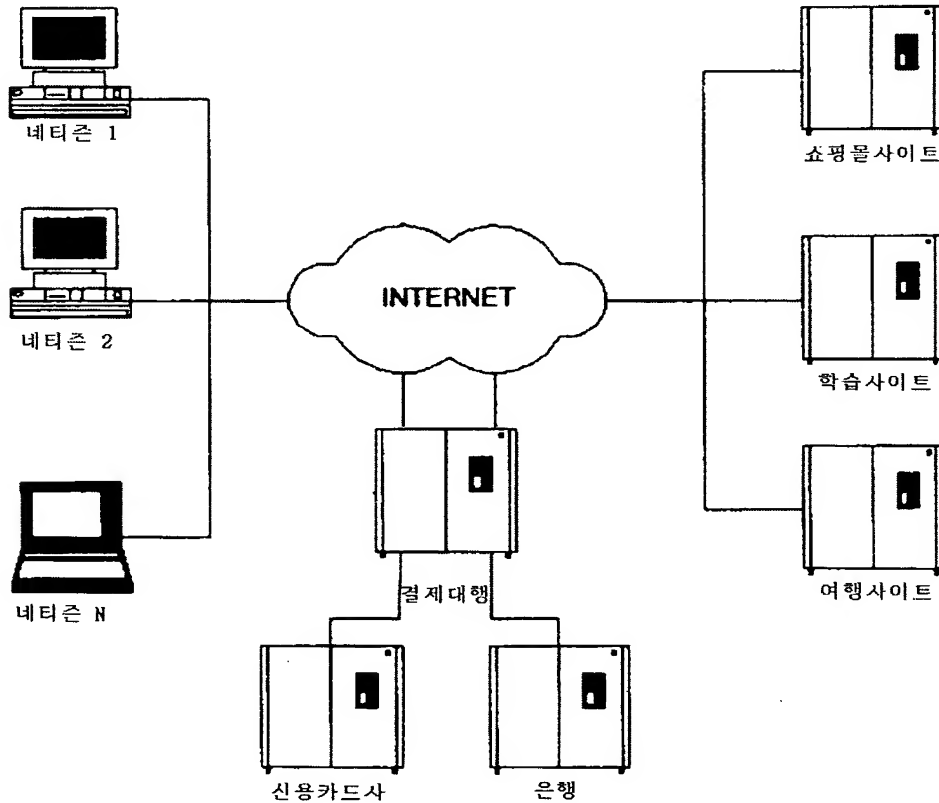 네티즌 1
쇼핑몰사이트
INTERNET
네티즌 2
학습사이트
결제대행
여행사이트
네티즌 N
신용카드사
은행